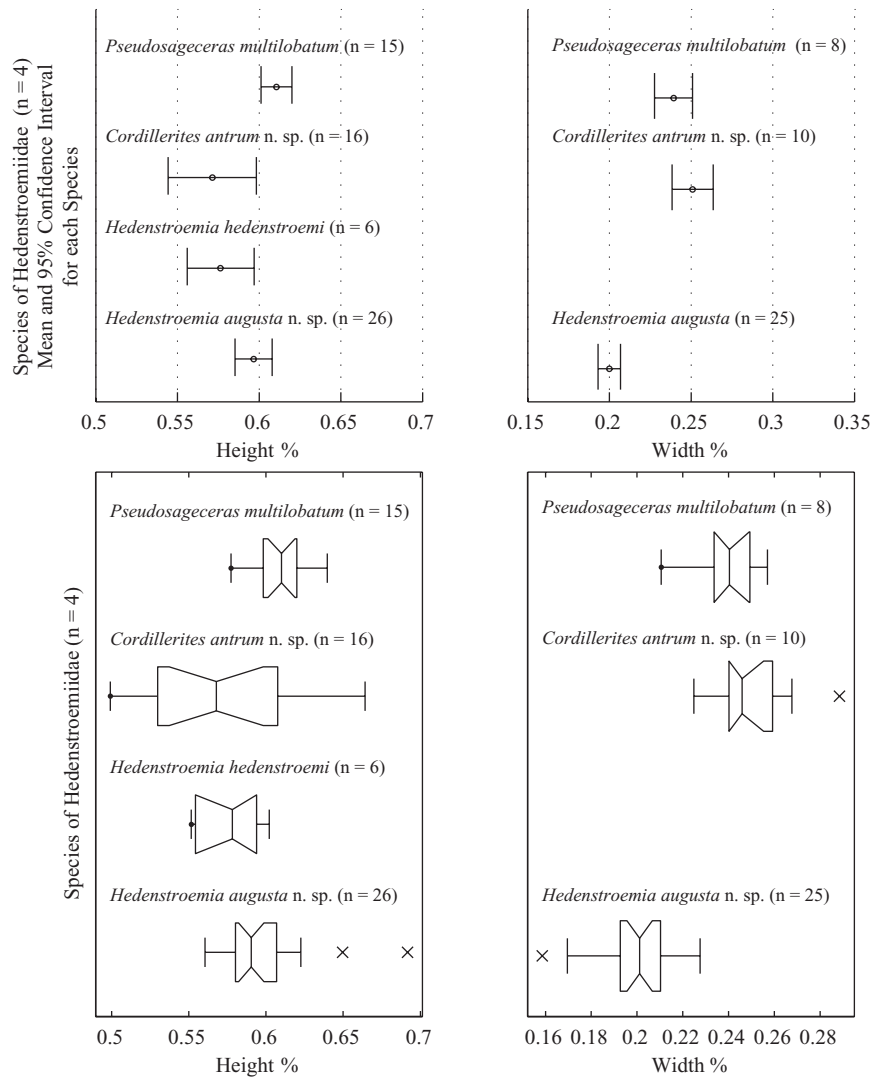 Species of Hedenstroemiidae (n = 4)
Mean and 95% Confidence Interval
for each Species
Pseudosageceras multilobatum (n = 15)
Cordillerites antrum n. sp. (n = 16)
Hedenstroemia hedenstroemi (n = 6)
Hedenstroemia augusta n. sp. (n = 26)
0.5 0.55 0.6 0.65 0.7
Height %
Pseudosageceras multilobatum (n = 8)
Cordillerites antrum n. sp. (n = 10)
Hedenstroemia augusta (n = 25)
0.15 0.2 0.25 0.3 0.35
Width %
Species of Hedenstroemiidae (n = 4)
Pseudosageceras multilobatum (n = 15)
Cordillerites antrum n. sp. (n = 16)
Hedenstroemia hedenstroemi (n = 6)
Hedenstroemia augusta n. sp. (n = 26)
0.5 0.6 0.7
Height %
Pseudosageceras multilobatum (n = 8)
Cordillerites antrum n. sp. (n = 10)
Hedenstroemia augusta n. sp. (n = 25)
0.16 0.18 0.2 0.22 0.24 0.26 0.28
Width %